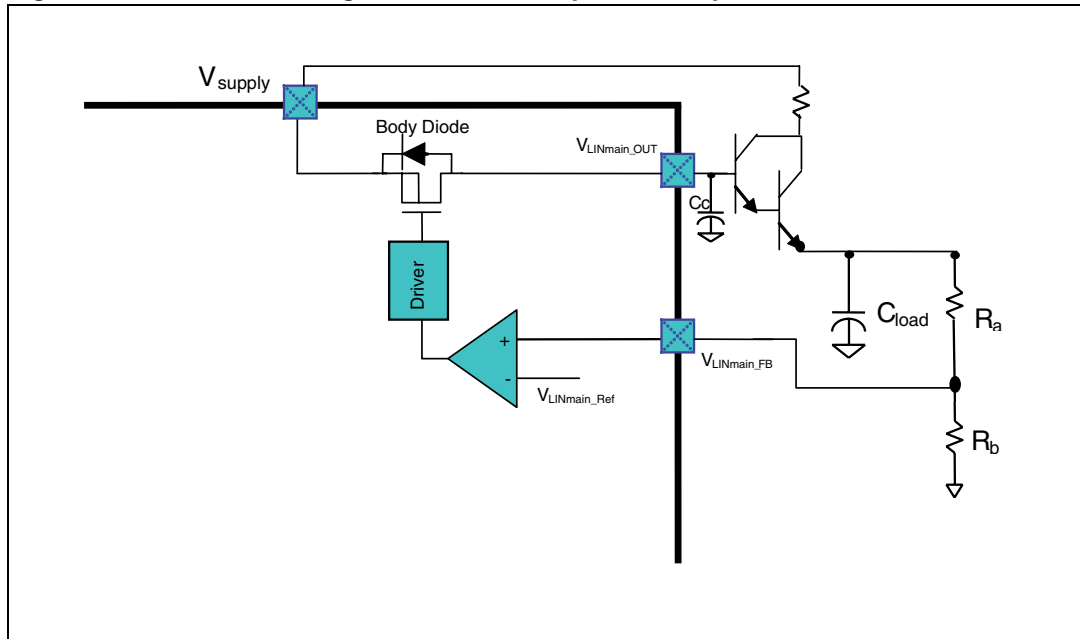 Vsupply
Body Diode
VLINmain_OUT
Cc
Driver
Cload
Ra
+
VLINmain_FB
-
VLINmain_Ref
Rb